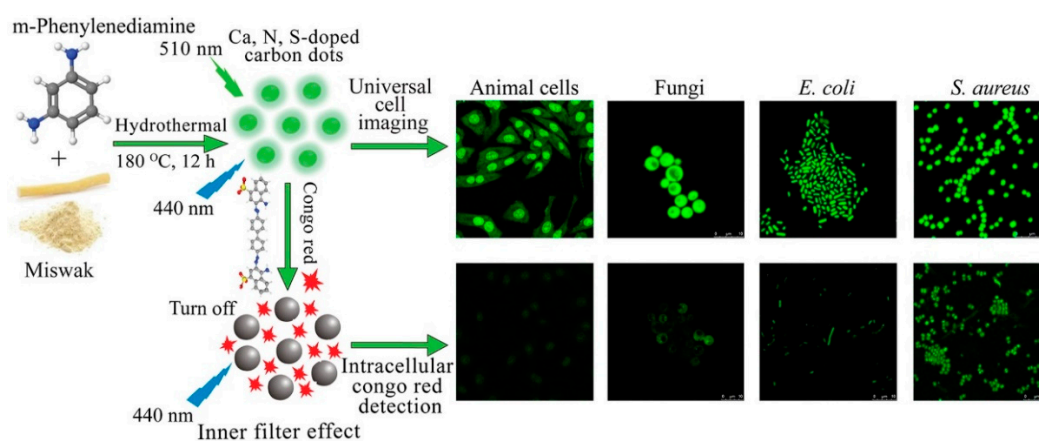 m-Phenylenediamine
510 nm
Ca, N, S-doped
carbon dots
Hydrothermal
180 °C, 12 h
+
Miswak
440 nm
Universal
cell
imaging
Congo red
Turn off
440 nm
Inner filter effect
Intracellular
congo red
detection
Animal cells
Fungi
E. coli
S. aureus